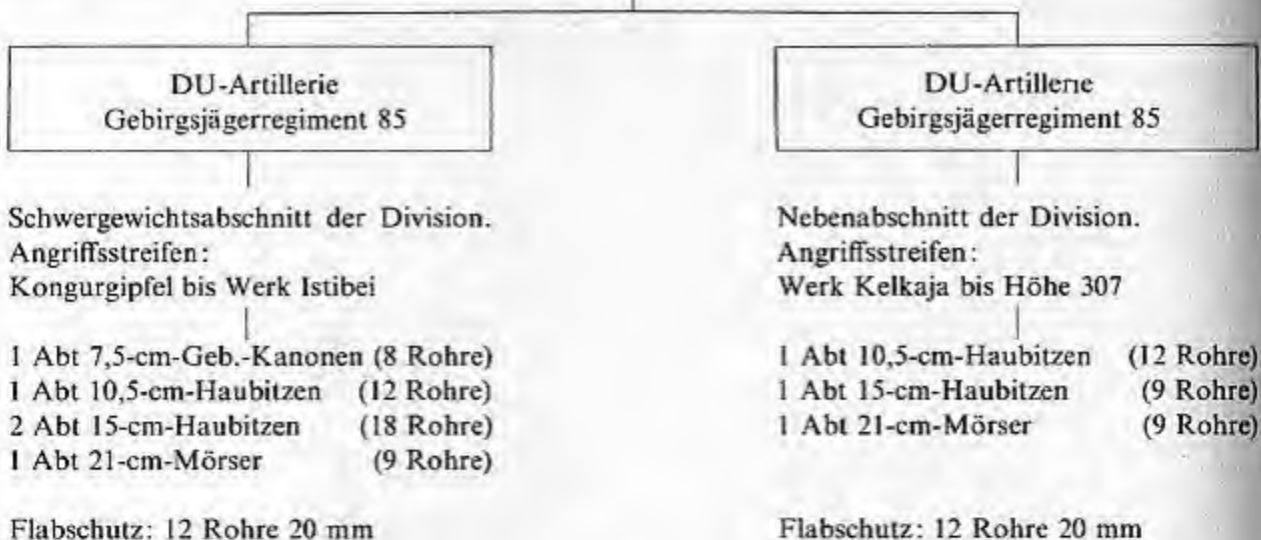 DU-Artillerie
Gebirgsjägerregiment 85
Schwergewichtsabschnitt der Division.
Angriffsstreifen:
Kongurgipfel bis Werk Istibei
1 Abt 7,5-cm-Geb.-Kanonen (8 Rohre)
1 Abt 10,5-cm-Haubitzen (12 Rohre)
2 Abt 15-cm-Haubitzen (18 Rohre)
1 Abt 21-cm-Mörser (9 Rohre)
Flabschutz: 12 Rohre 20 mm
DU-Artillerie
Gebirgsjägerregiment 85
Nebenabschnitt der Division.
Angriffsstreifen:
Werk Kelkaja bis Höhe 307
1 Abt 10,5-cm-Haubitzen (12 Rohre)
1 Abt 15-cm-Haubitzen (9 Rohre)
1 Abt 21-cm-Mörser (9 Rohre)
Flabschutz: 12 Rohre 20 mm